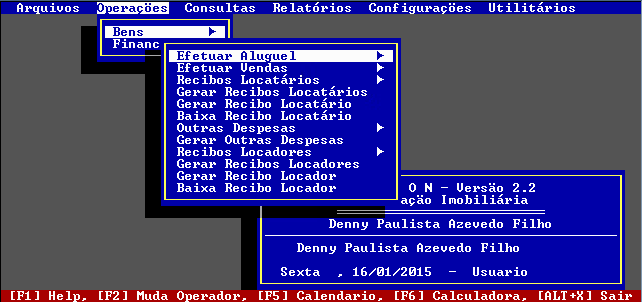 Arquivos Operações Consultas Relatórios Configurações Utilitários
Bens
Financ
Efetuar Aluguel
Efetuar Vendas
Recibos Locatários
Gerar Recibos Locatários
Gerar Recibo Locatário
Baixa Recibo Locatário
Outras Despesas
Gerar Outras Despesas
Recibos Locadores
Gerar Recibos Locadores
Gerar Recibo Locador
Baixa Recibo Locador
O N - Versão 2.2
ação Imobiliária
Denny Paulista Azevedo Filho
Denny Paulista Azevedo Filho
Sexta , 16/01/2015 - Usuario
[F1] Help, [F2] Muda Operador, [F5] Calendario, [F6] Calculadora, [ALT+X] Sair